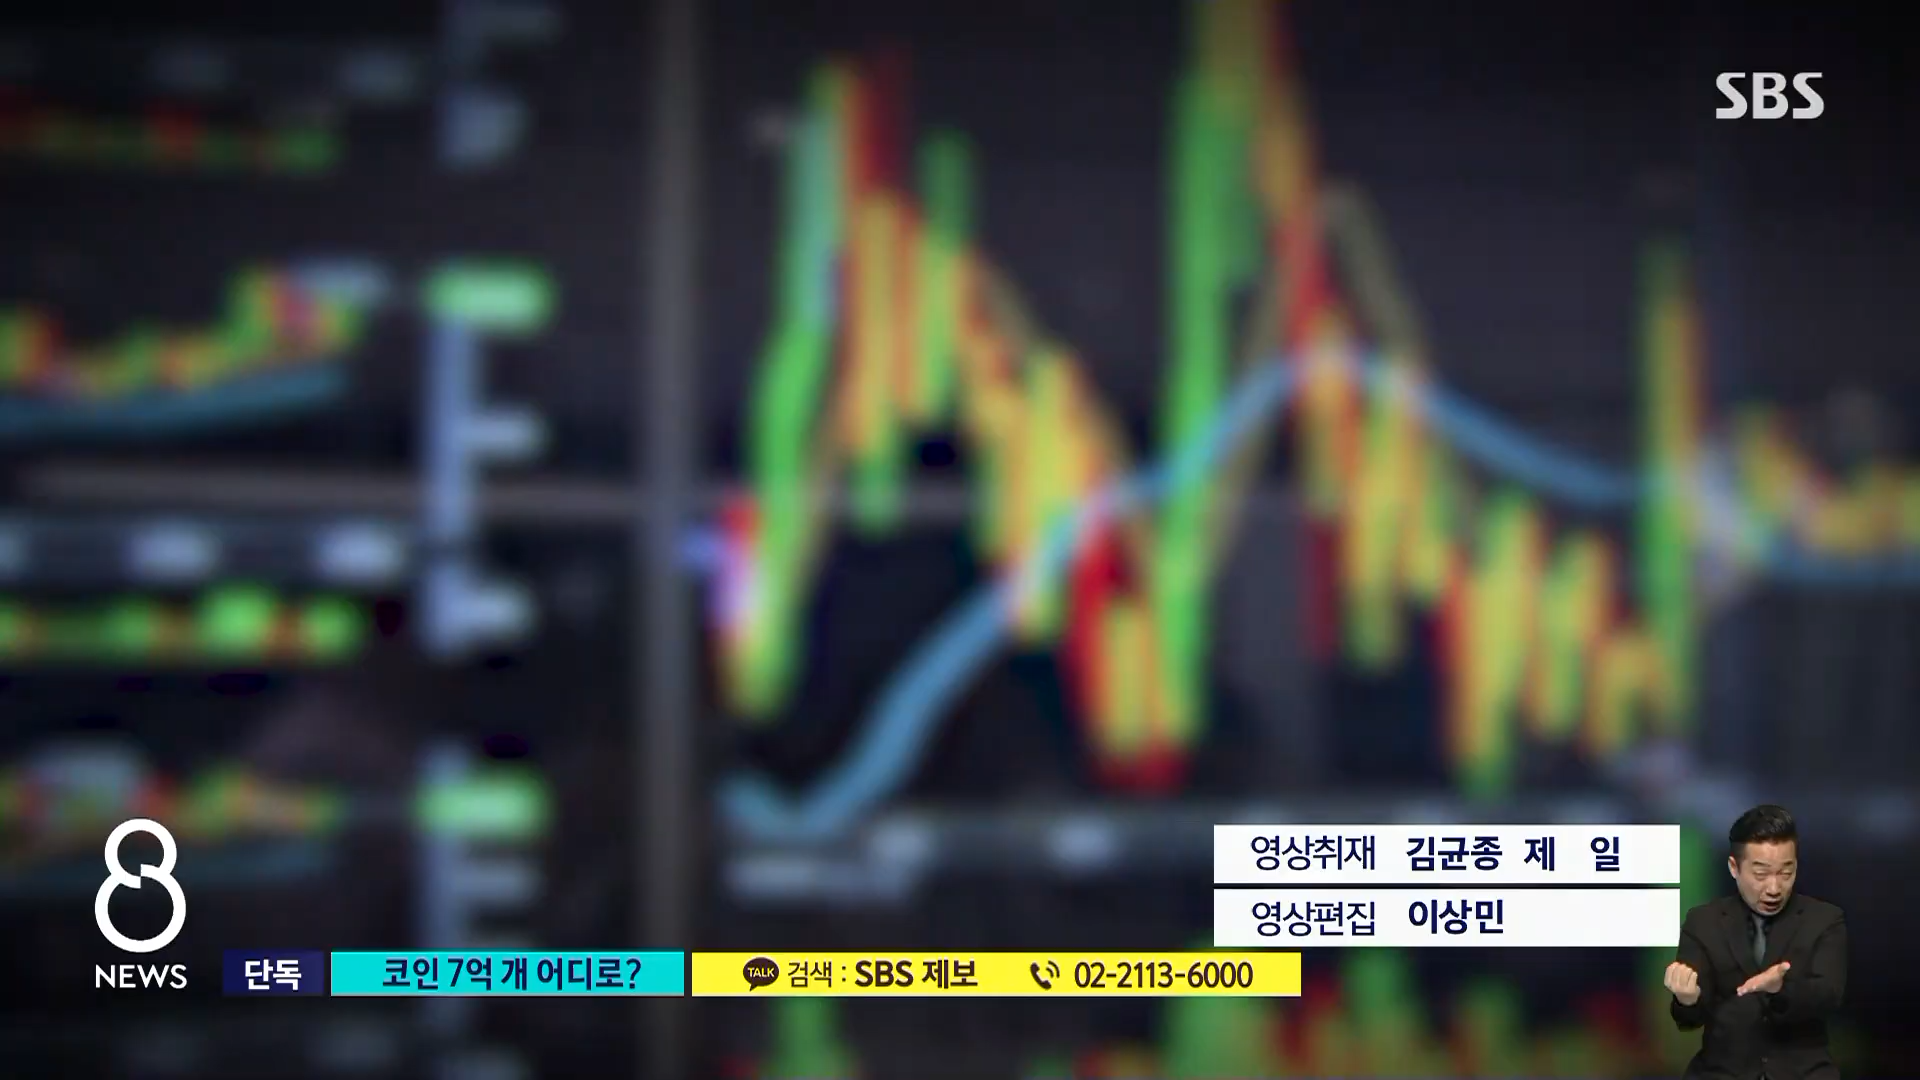 SBS
영상취재 김균종 제 일
영상편집 이상민
8
NEWS
단독 코인 7억 개 어디로? TALK 검색 : SBS 제보 02-2113-6000